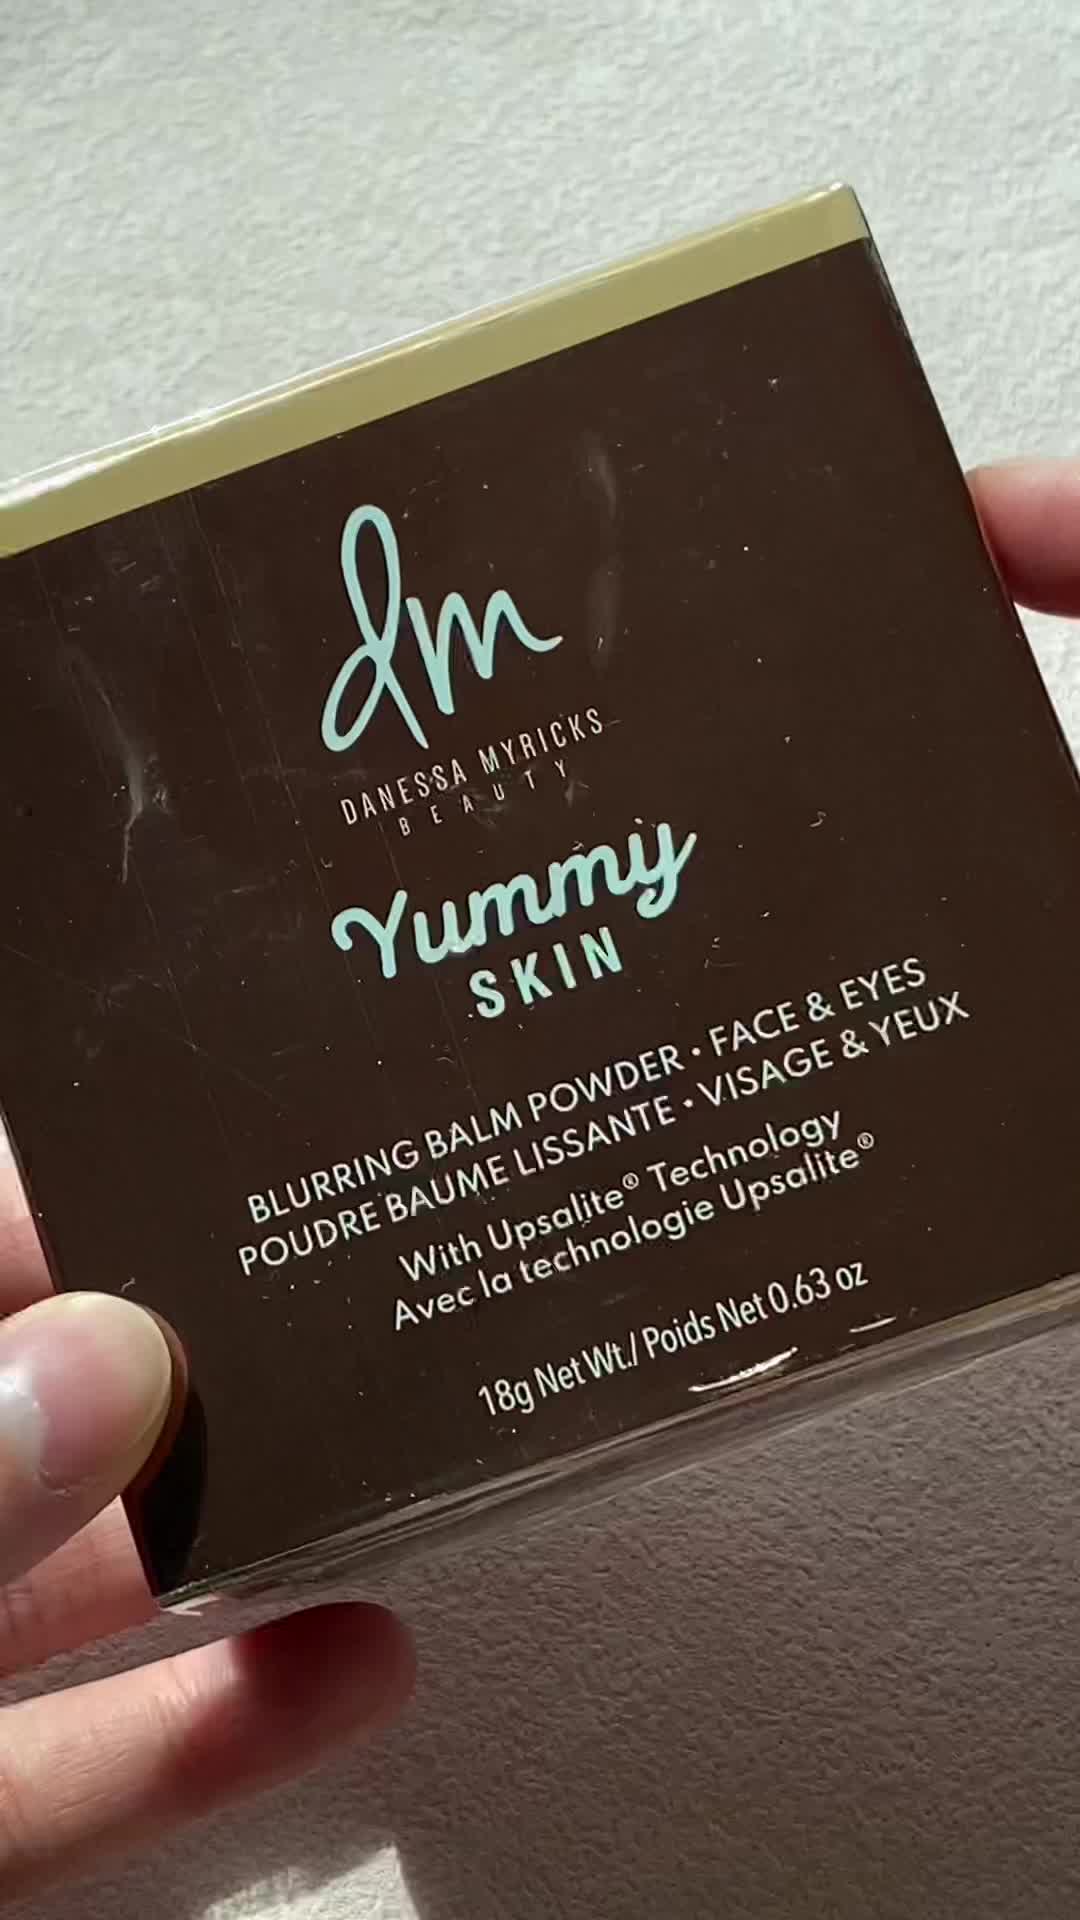 dm
DANESSA MYRICKS
BEAUTY
Yummy
SKIN
BLURRING BALM POWDER • FACE & EYES
POUDRE BAUME LISSANTE • VISAGE & YEUX
With Upsalite® Technology
Avec la technologie Upsalite®
18g Net Wt./ Poids Net 0.63 oz